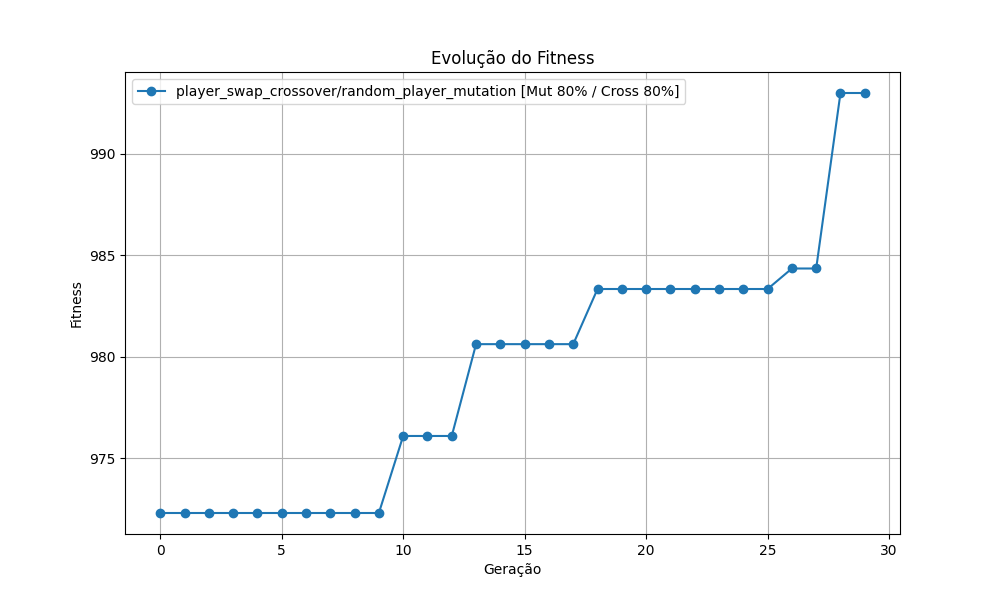 Evolução do Fitness
player_swap_crossover/random_player_mutation [Mut 80% / Cross 80%]
990
985
980
975
Fitness
0 5 10 15 20 25 30
Geração